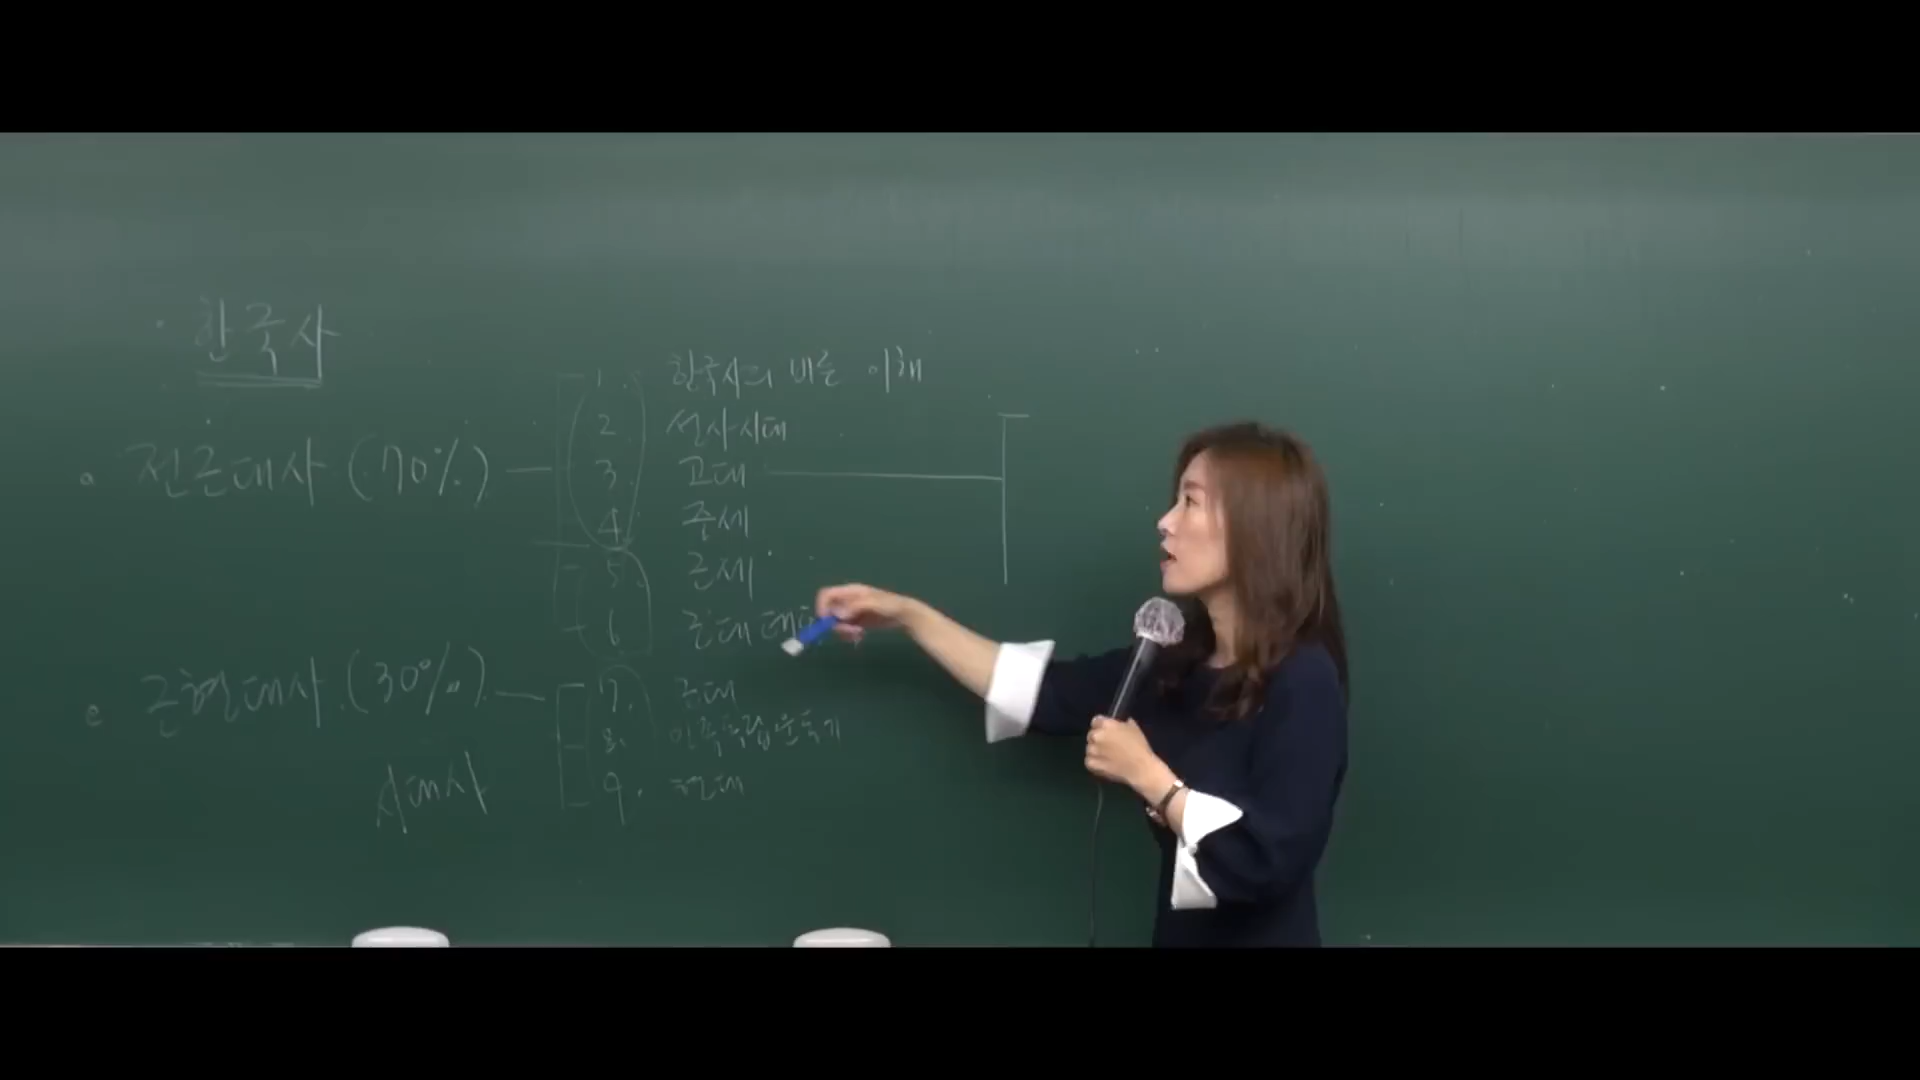 한국사
전근대사 (70%)
1. 한국사의 바른 이해
2. 선사시대
3. 고대
4. 중세
5. 근세
6. 근대 태동
근현대사 (30%)
7. 근대
8. 민족독립운동기
9. 현대
시대사